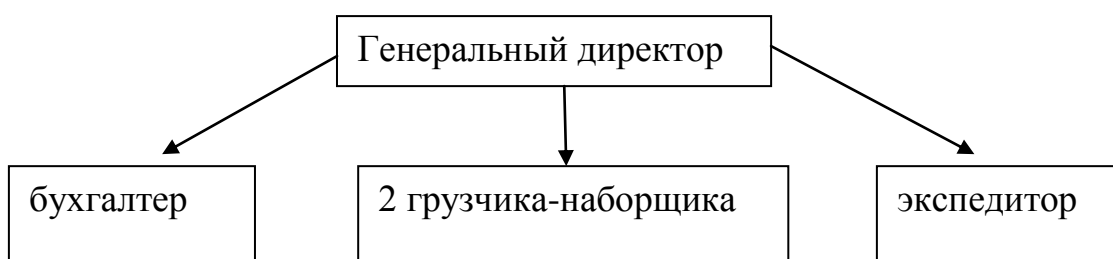 Генеральный директор
бухгалтер
2 грузчика-наборщика
экспедитор